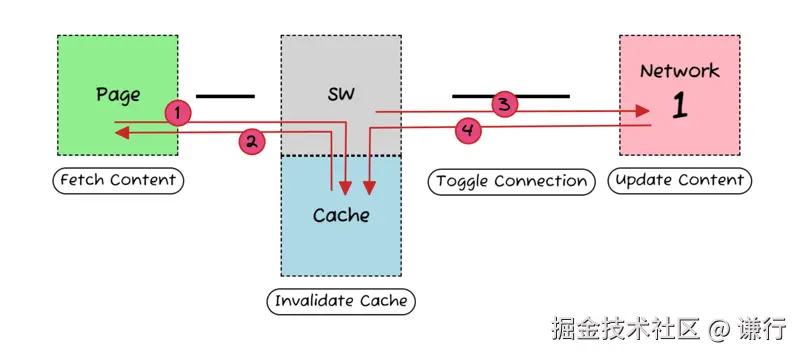 Page
SW
Network
1
1
2
3
4
Cache
Fetch Content
Toggle Connection
Update Content
Invalidate Cache
掘金技术社区 @ 谦行